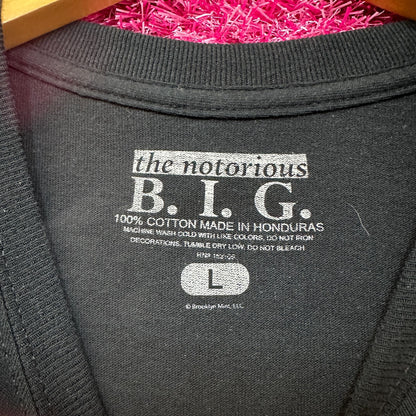 the notorious
B. I. G.
100% COTTON MADE IN HONDURAS
MACHINE WASH COLD WITH LIKE COLORS, DO NOT IRON
DECORATIONS. TUMBLE DRY LOW. DO NOT BLEACH
L
© Brooklyn Mint, LLC.